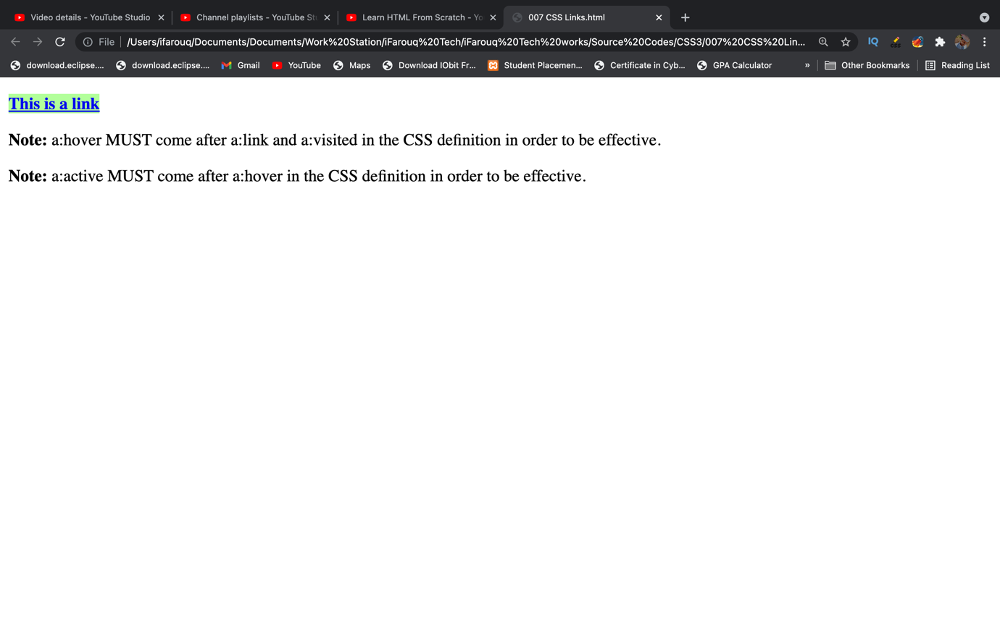 Video details - YouTube Studio
Channel playlists - YouTube Stu
Learn HTML From Scratch - Yo
007 CSS Links.html
File
/Users/ifarouq/Documents/Documents/Work%20Station/iFarouq%20Tech/iFarouq%20Tech%20works/Source%20Codes/CSS3/007%20CSS%20Lin...
IQ
CSS
download.eclipse....
download.eclipse....
Gmail
YouTube
Maps
Download IObit Fr...
Student Placemen...
Certificate in Cyb...
GPA Calculator
»
Other Bookmarks
Reading List
This is a link
Note: a:hover MUST come after a:link and a:visited in the CSS definition in order to be effective.
Note: a:active MUST come after a:hover in the CSS definition in order to be effective.